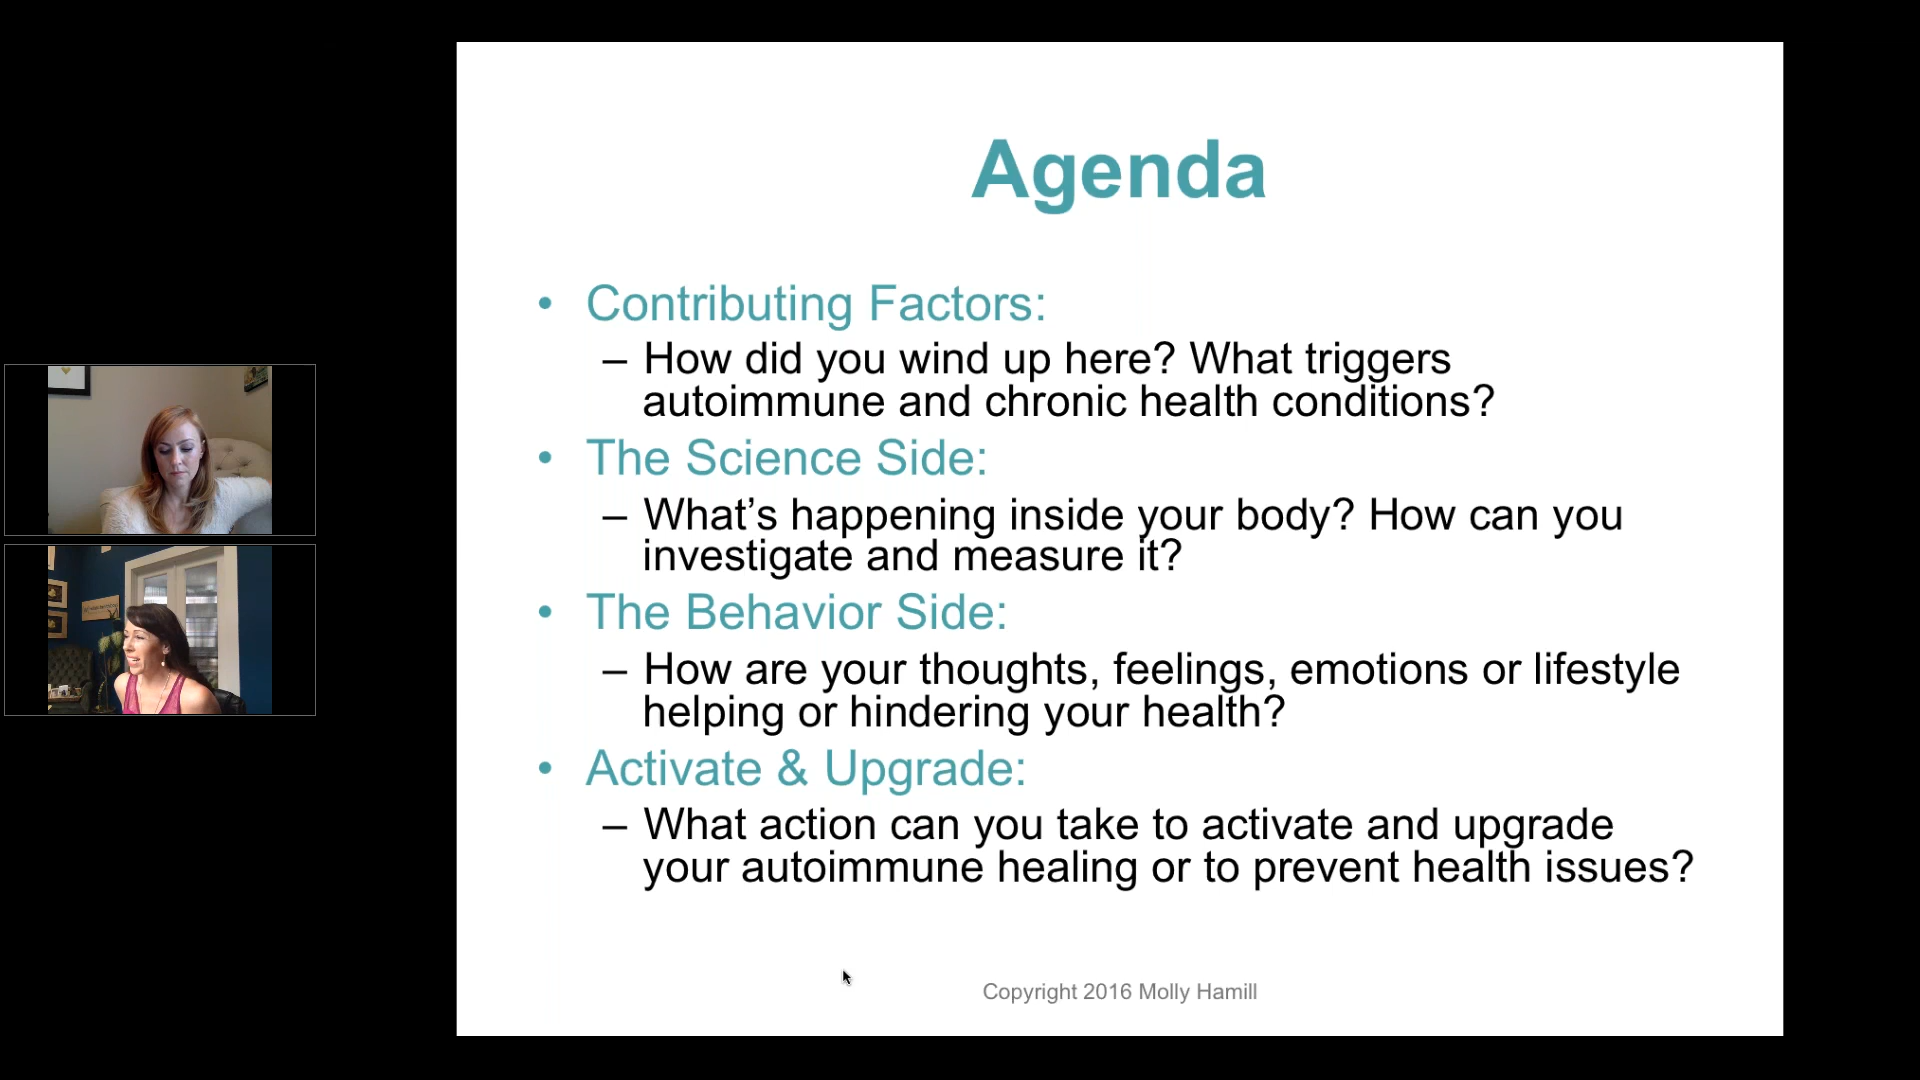 Agenda
• Contributing Factors:
– How did you wind up here? What triggers
autoimmune and chronic health conditions?
• The Science Side:
– What’s happening inside your body? How can you
investigate and measure it?
• The Behavior Side:
– How are your thoughts, feelings, emotions or lifestyle
helping or hindering your health?
• Activate & Upgrade:
– What action can you take to activate and upgrade
your autoimmune healing or to prevent health issues?
Copyright 2016 Molly Hamill